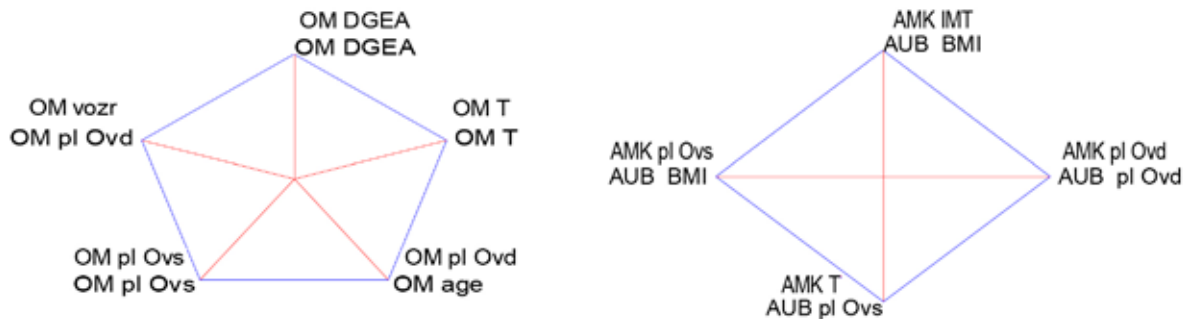 OM DGEA
OM DGEA
OM vozr
OM pl Ovd
OM T
OM T
OM pl Ovs
OM pl Ovs
OM pl Ovd
OM age
AMK IMT
AUB BMI
AMK pl Ovs
AUB BMI
AMK pl Ovd
AUB pl Ovd
AMK T
AUB pl Ovs